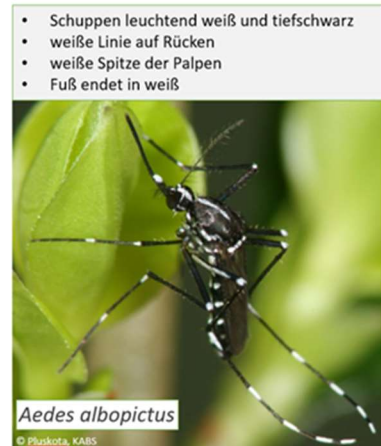 • Schuppen leuchtend weiß und tiefschwarz
• weiße Linie auf Rücken
• weiße Spitze der Palpen
• Fuß endet in weiß
Aedes albopictus
© Pluskota, KABS